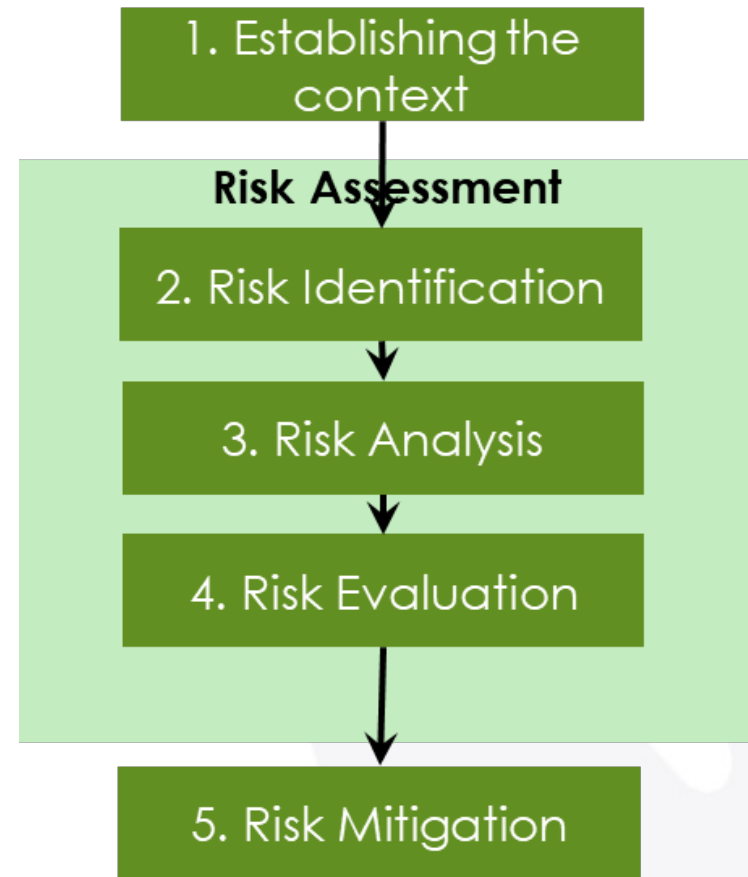 1. Establishing the
context
Risk Assessment
2. Risk Identification
3. Risk Analysis
4. Risk Evaluation
5. Risk Mitigation